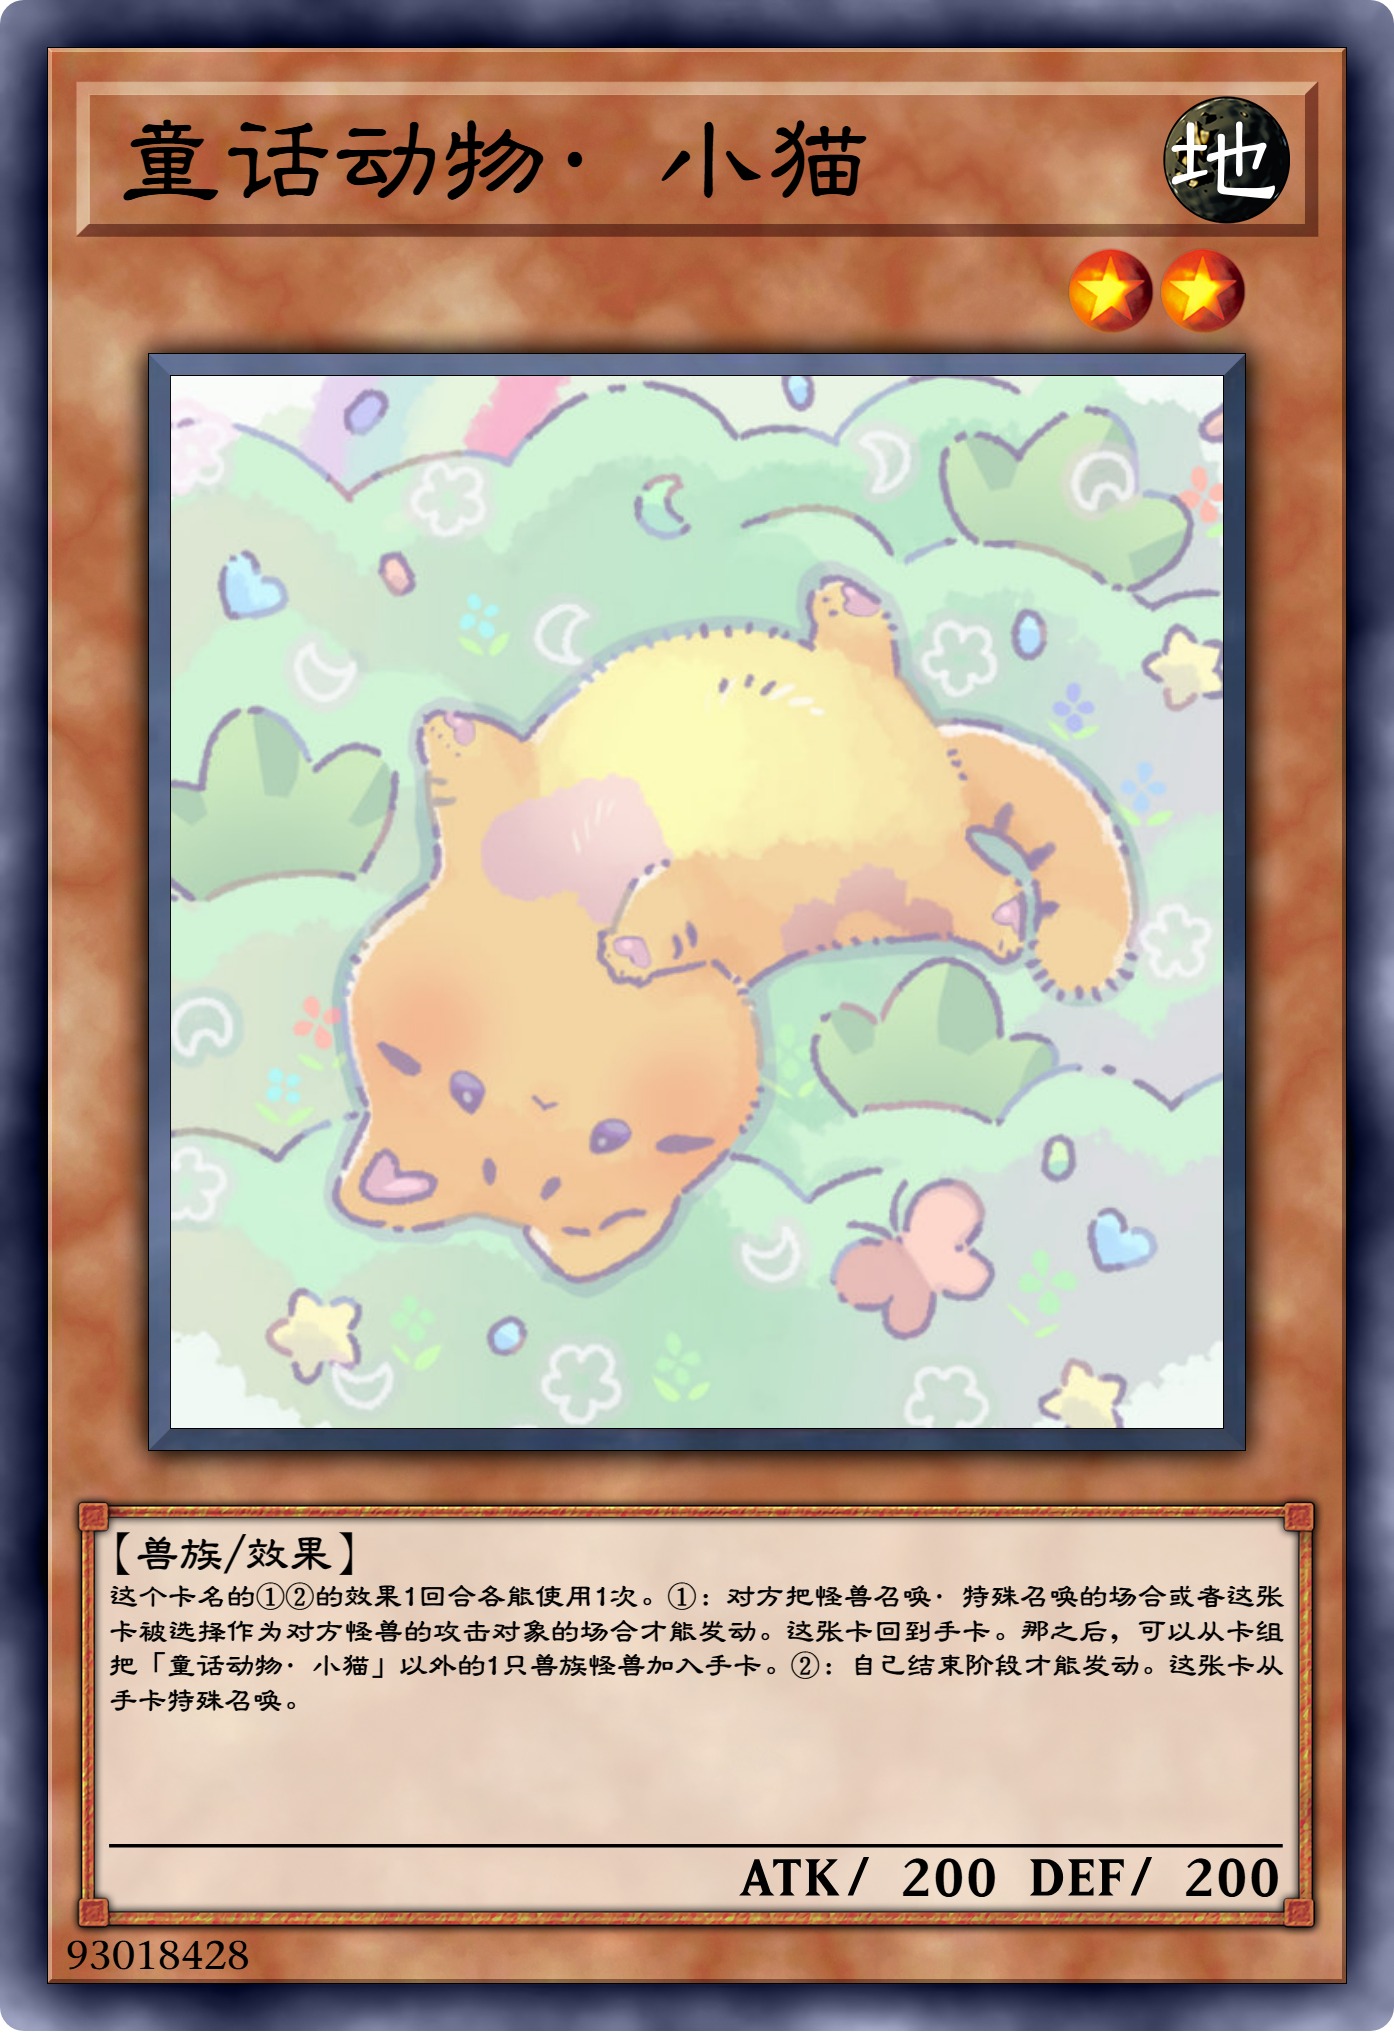 童话动物·小猫
地
【兽族/效果】
这个卡名的①②的效果1回合各能使用1次。①：对方把怪兽召唤·特殊召唤的场合或者这张
卡被选择作为对方怪兽的攻击对象的场合才能发动。这张卡回到手卡。那之后，可以从卡组
把「童话动物·小猫」以外的1只兽族怪兽加入手卡。②：自己结束阶段才能发动。这张卡从
手卡特殊召唤。
ATK/ 200 DEF/ 200
93018428